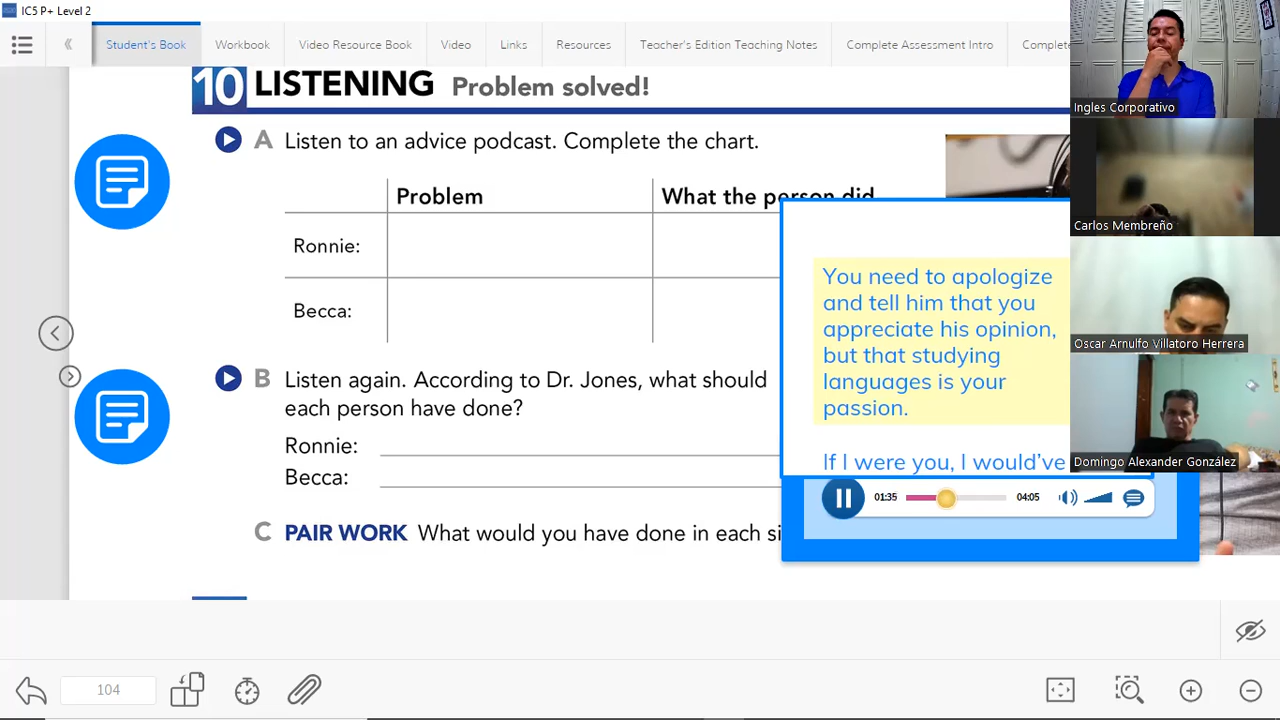 IC5 P+ Level 2
Student's Book
Workbook
Video Resource Book
Video
Links
Resources
Teacher's Edition Teaching Notes
Complete Assessment Intro
Complete
10 LISTENING Problem solved!
A Listen to an advice podcast. Complete the chart.
Problem
What the person did
Ronnie:
Becca:
B Listen again. According to Dr. Jones, what should
each person have done?
Ronnie:
Becca:
C PAIR WORK What would you have done in each si
You need to apologize
and tell him that you
appreciate his opinion,
but that studying
languages is your
passion.
If I were you, I would've
01:35
04:05
Ingles Corporativo
Carlos Membreño
Oscar Arnulfo Villatoro Herrera
Domingo Alexander González
104